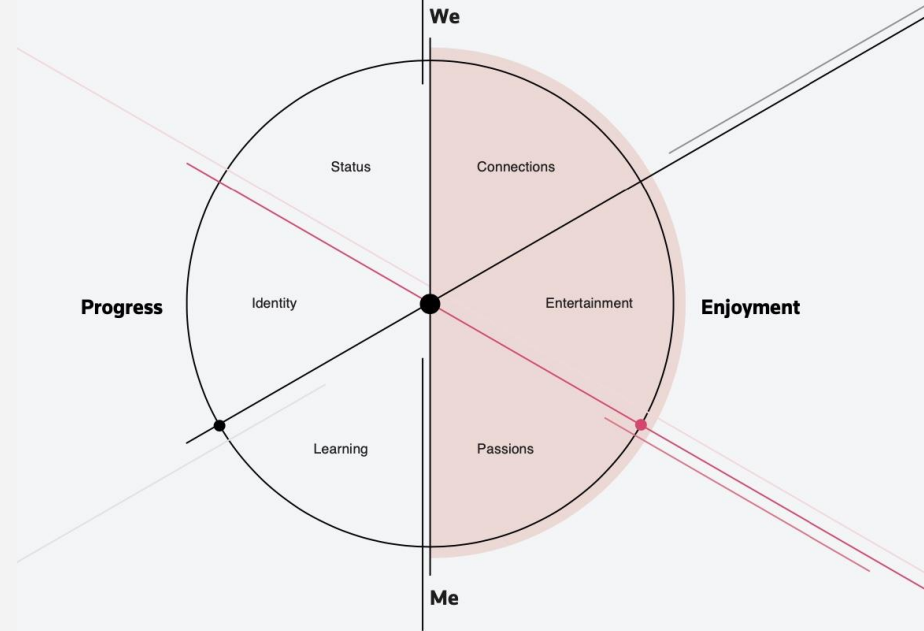 We
Status
Connections
Progress
Identity
Entertainment
Enjoyment
Learning
Passions
Me